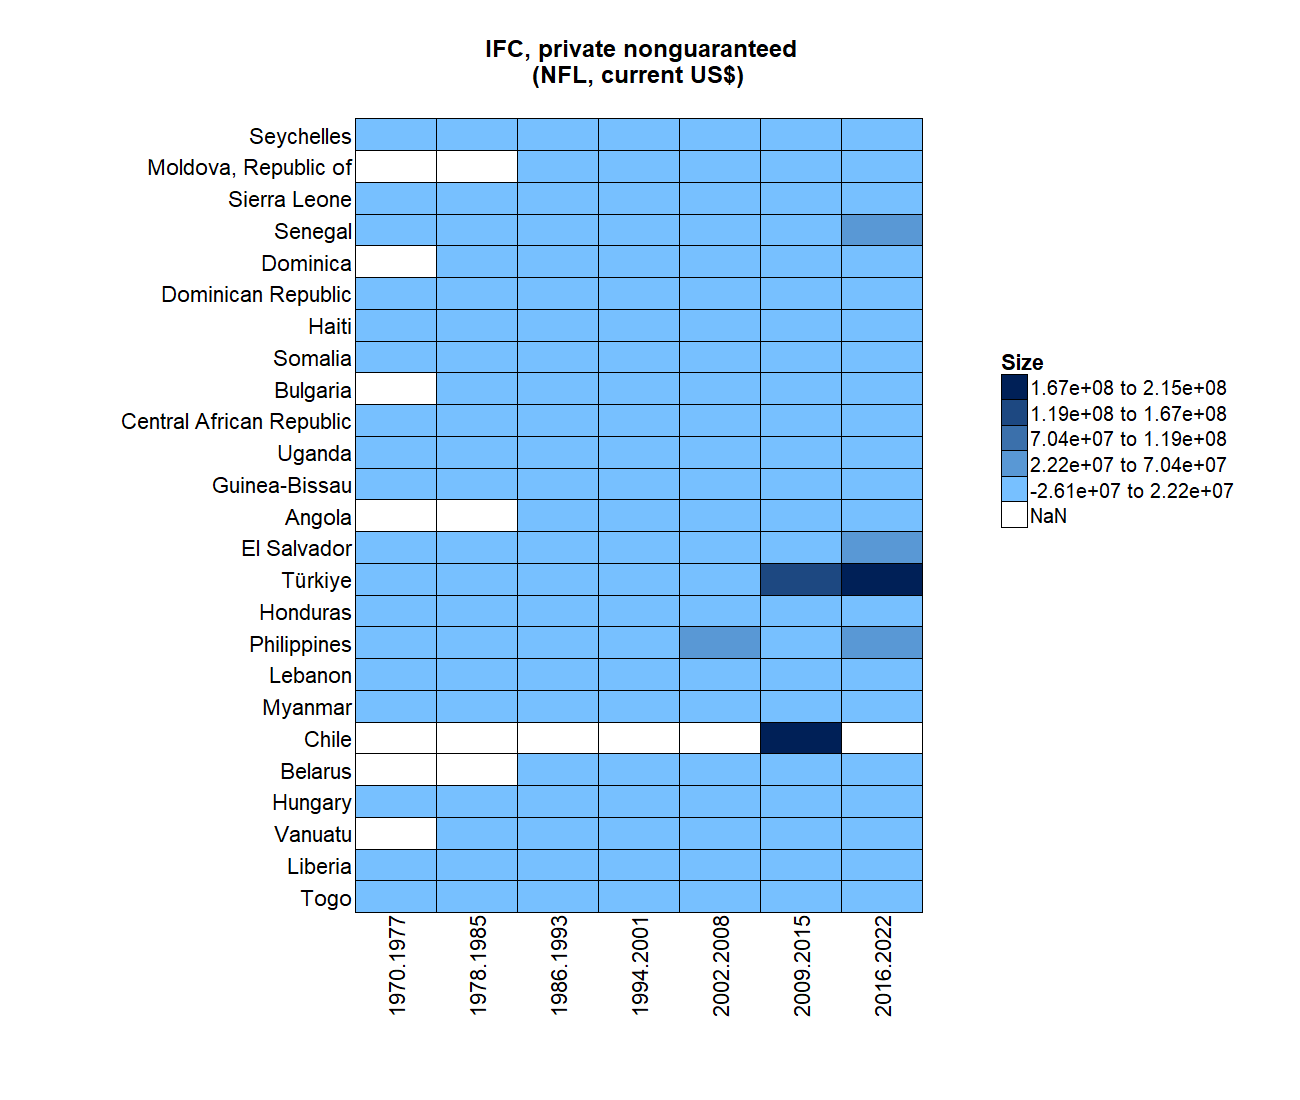 IFC, private nonguaranteed
(NFL, current US$)
Seychelles
Moldova, Republic of
Sierra Leone
Senegal
Dominica
Dominican Republic
Haiti
Somalia
Bulgaria
Central African Republic
Uganda
Guinea-Bissau
Angola
El Salvador
Türkiye
Honduras
Philippines
Lebanon
Myanmar
Chile
Belarus
Hungary
Vanuatu
Liberia
Togo
1970.1977
1978.1985
1986.1993
1994.2001
2002.2008
2009.2015
2016.2022
Size
1.67e+08 to 2.15e+08
1.19e+08 to 1.67e+08
7.04e+07 to 1.19e+08
2.22e+07 to 7.04e+07
-2.61e+07 to 2.22e+07
NaN